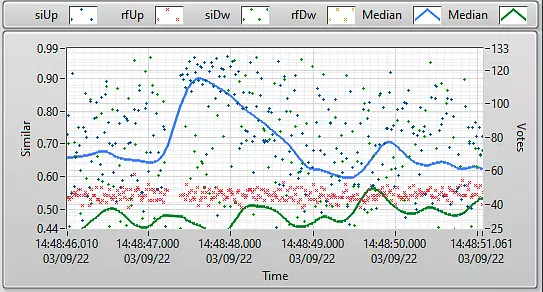 siUp rfUp siDw rfDw Median Median
0.99 133
0.90 120
0.80 100
Similar Votes
0.70 80
0.60 60
0.50 40
0.44 25
14:48:46.010 14:48:47.000 14:48:48.000 14:48:49.000 14:48:50.000 14:48:51.061
03/09/22 03/09/22 03/09/22 03/09/22 03/09/22 03/09/22
Time